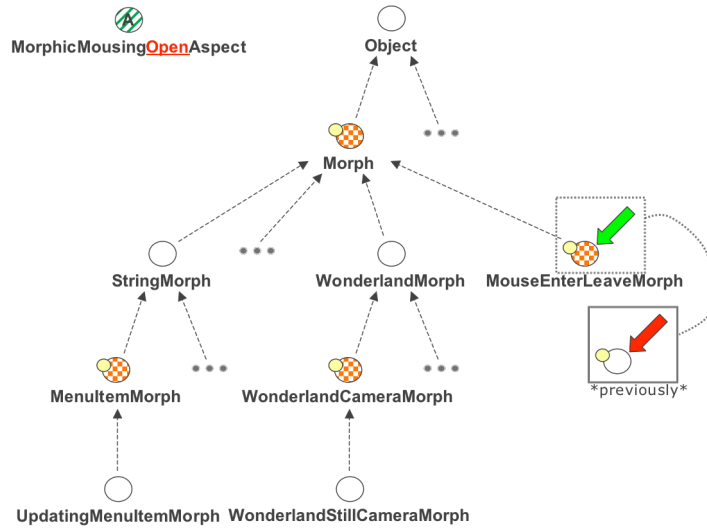 A
MorphicMousingOpenAspect
Object
Morph
StringMorph
WonderlandMorph
MouseEnterLeaveMorph
*previously*
MenuItemMorph
WonderlandCameraMorph
UpdatingMenuItemMorph
WonderlandStillCameraMorph